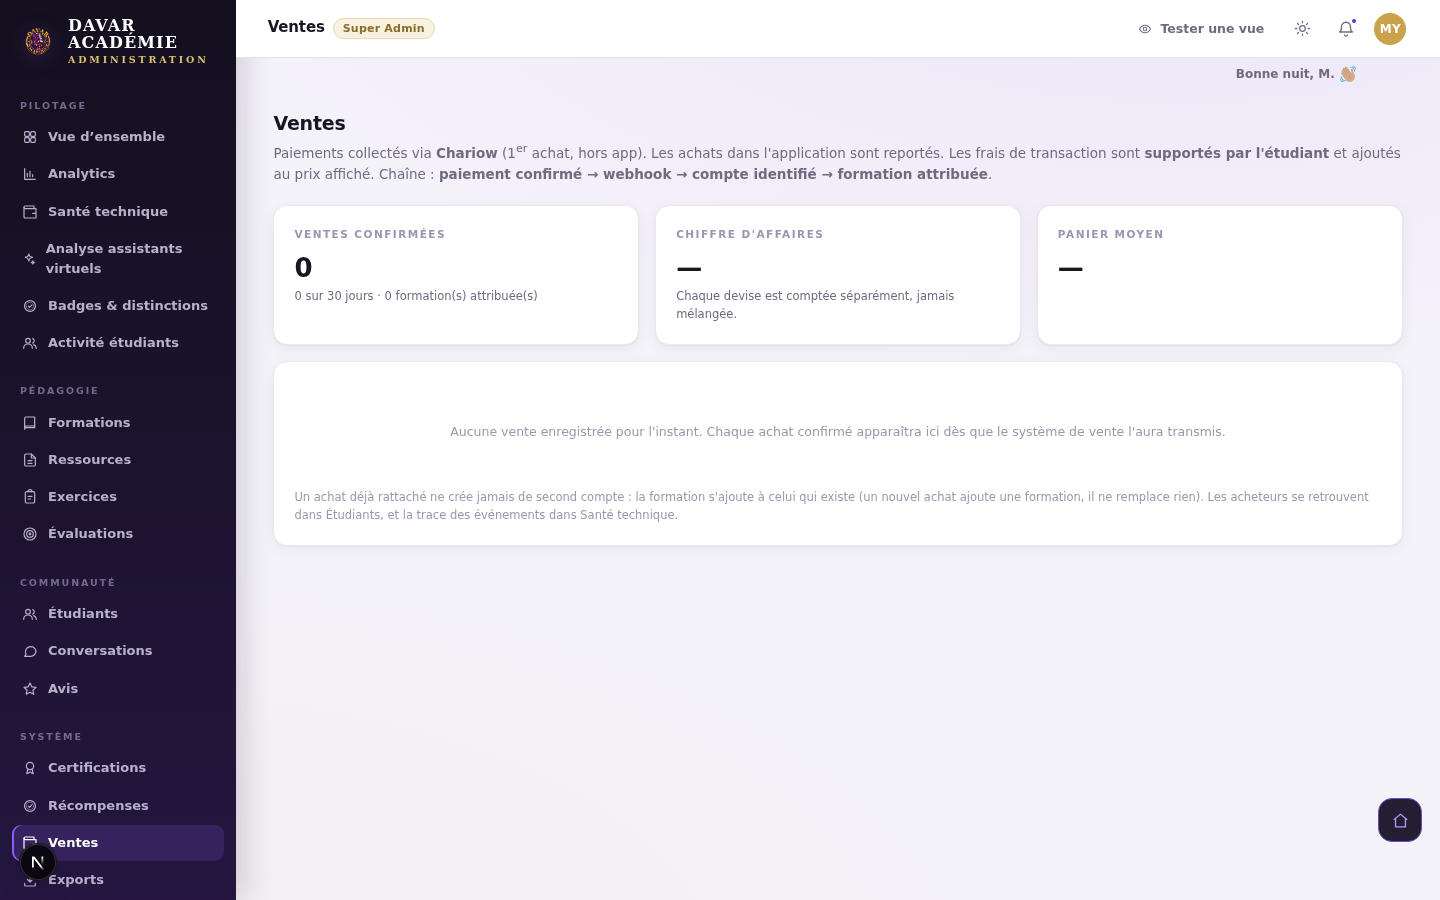 DAVAR
ACADÉMIE
ADMINISTRATION
PILOTAGE
Vue d’ensemble
Analytics
Santé technique
Analyse assistants
virtuels
Badges & distinctions
Activité étudiants
PÉDAGOGIE
Formations
Ressources
Exercices
Évaluations
COMMUNAUTÉ
Étudiants
Conversations
Avis
SYSTÈME
Certifications
Récompenses
Ventes
Exports
Ventes Super Admin
Tester une vue
MY
Bonne nuit, M. 👋🏽
Ventes
Paiements collectés via Chariow (1er achat, hors app). Les achats dans l'application sont reportés. Les frais de transaction sont supportés par l'étudiant et ajoutés
au prix affiché. Chaîne : paiement confirmé → webhook → compte identifié → formation attribuée.
VENTES CONFIRMÉES
0
0 sur 30 jours · 0 formation(s) attribuée(s)
CHIFFRE D'AFFAIRES
—
Chaque devise est comptée séparément, jamais
mélangée.
PANIER MOYEN
—
Aucune vente enregistrée pour l'instant. Chaque achat confirmé apparaîtra ici dès que le système de vente l'aura transmis.
Un achat déjà rattaché ne crée jamais de second compte : la formation s'ajoute à celui qui existe (un nouvel achat ajoute une formation, il ne remplace rien). Les acheteurs se retrouvent
dans Étudiants, et la trace des événements dans Santé technique.